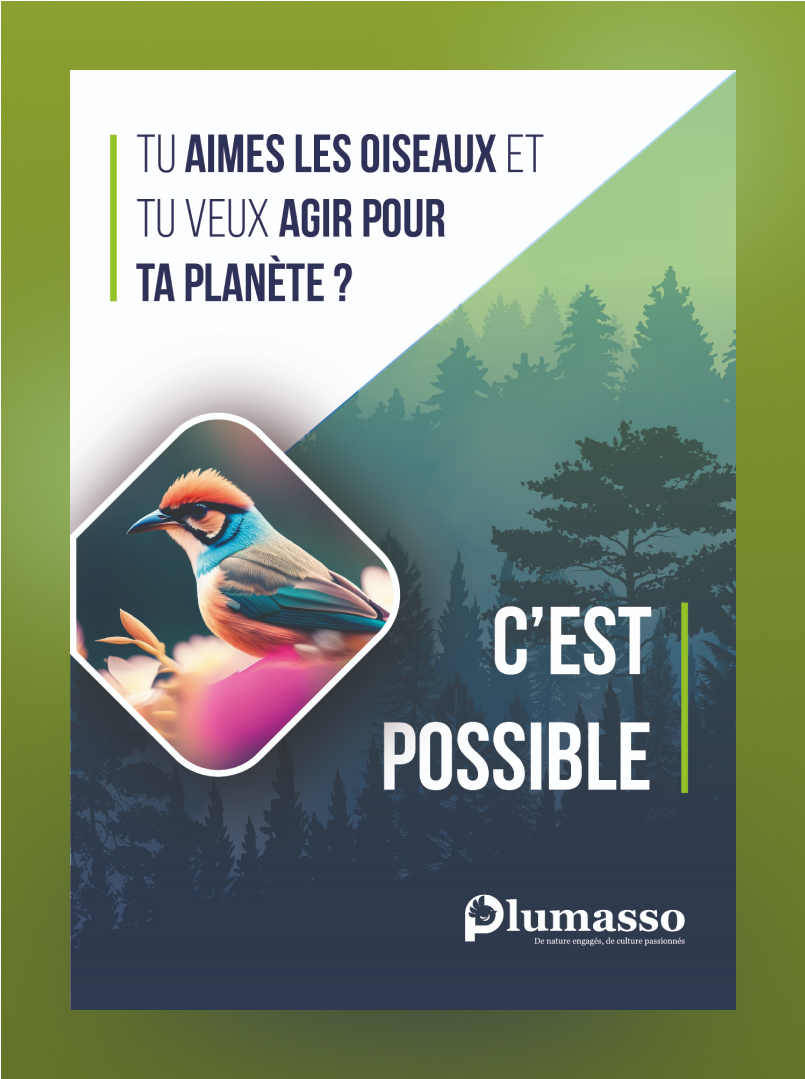 TU AIMES LES OISEAUX ET
TU VEUX AGIR POUR
TA PLANÈTE ?
C'EST
POSSIBLE
Plumasso
De nature engagés, de culture passionnés